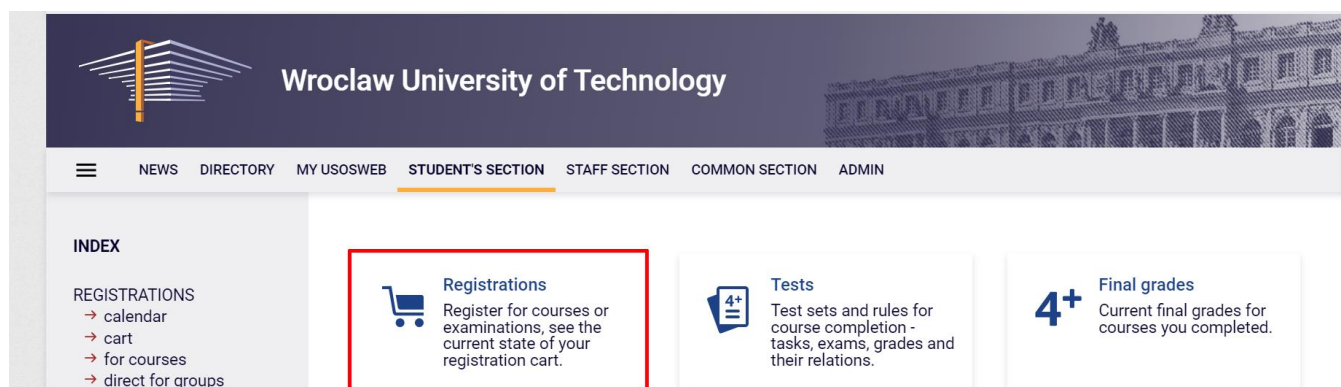 Wroclaw University of Technology
NEWS DIRECTORY MY USOSWEB STUDENT'S SECTION STAFF SECTION COMMON SECTION ADMIN
INDEX
REGISTRATIONS
→ calendar
→ cart
→ for courses
→ direct for groups
Registrations
Register for courses or
examinations, see the
current state of your
registration cart.
4+
Tests
Test sets and rules for
course completion -
tasks, exams, grades and
their relations.
4+
Final grades
Current final grades for
courses you completed.